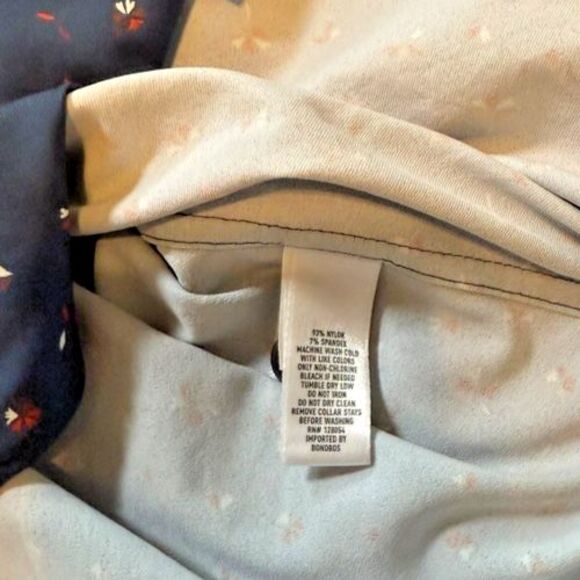 93% NYLON
7% SPANDEX
MACHINE WASH COLD
WITH LIKE COLORS
ONLY NON-CHLORINE
BLEACH IF NEEDED
TUMBLE DRY LOW
DO NOT IRON
DO NOT DRY CLEAN
REMOVE COLLAR STAYS
BEFORE WASHING
RN# 128054
IMPORTED BY
BONOBOS